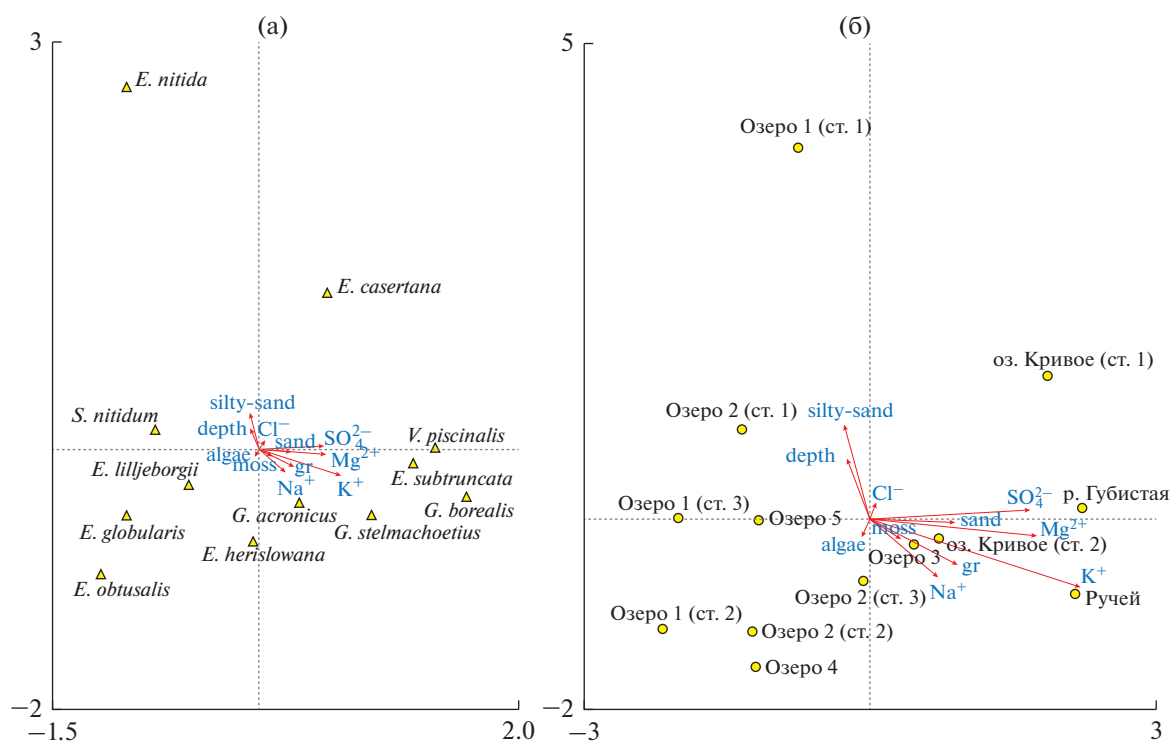 (а)
3
E. nitida
E. casertana
silty-sand
S. nitidum
depth
Cl⁻
sand
SO₄²⁻
V. piscinalis
algae
moss
gr
Mg²⁺
E. lilljeborgii
Na⁺
K⁺
E. subtruncata
G. borealis
G. acronicus
G. stelmachoetius
E. globularis
E. herislowana
E. obtusalis
−2
−1.5
2.0
(б)
5
Озеро 1 (ст. 1)
оз. Кривое (ст. 1)
Озеро 2 (ст. 1)
silty-sand
depth
Cl⁻
SO₄²⁻
р. Губистая
Озеро 1 (ст. 3)
Озеро 5
moss
sand
Mg²⁺
algae
Озеро 3
оз. Кривое (ст. 2)
gr
K⁺
Na⁺
Озеро 2 (ст. 3)
Ручей
Озеро 1 (ст. 2)
Озеро 2 (ст. 2)
Озеро 4
−2
−3
3